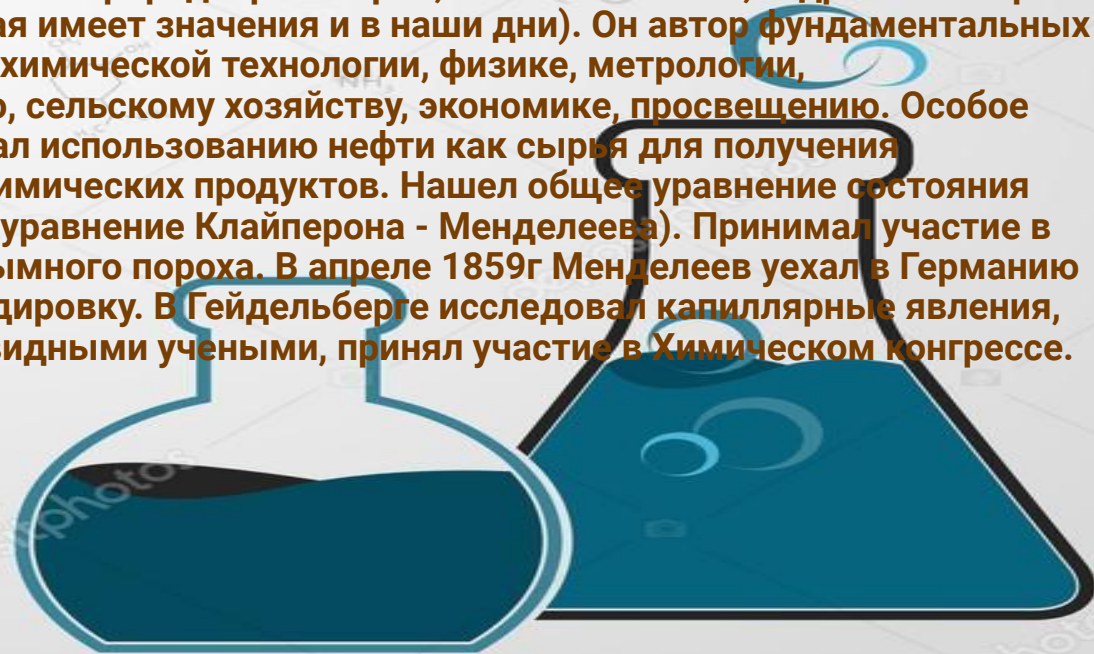 ая имеет значения и в наши дни). Он автор фундаментальных
химической технологии, физике, метрологии,
о, сельскому хозяйству, экономике, просвещению. Особое
ал использованию нефти как сырья для получения
имических продуктов. Нашел общее уравнение состояния
уравнение Клайперона - Менделеева). Принимал участие в
ымного пороха. В апреле 1859г Менделеев уехал в Германию
дировку. В Гейдельберге исследовал капиллярные явления,
видными учеными, принял участие в Химическом конгрессе.